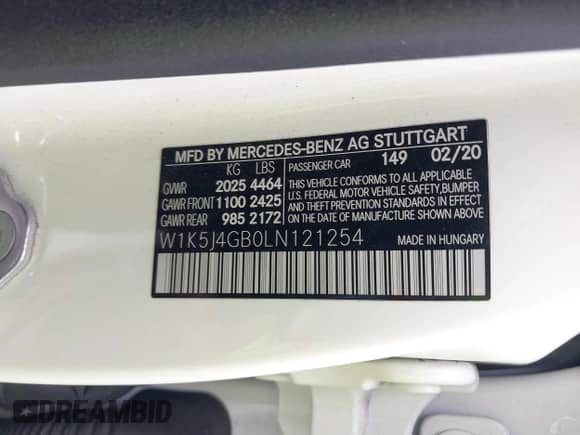 MFD BY MERCEDES-BENZ AG STUTTGART
KG LBS PASSENGER CAR 149 02/20
GVWR 2025 4464
GAWR FRONT 1100 2425
GAWR REAR 985 2172
THIS VEHICLE CONFORMS TO ALL APPLICABLE
U.S. FEDERAL MOTOR VEHICLE SAFETY, BUMPER
AND THEFT PREVENTION STANDARDS IN EFFECT
ON THE DATE OF MANUFACTURE SHOWN ABOVE.
W1K5J4GB0LN121254 MADE IN HUNGARY
DREAMBID